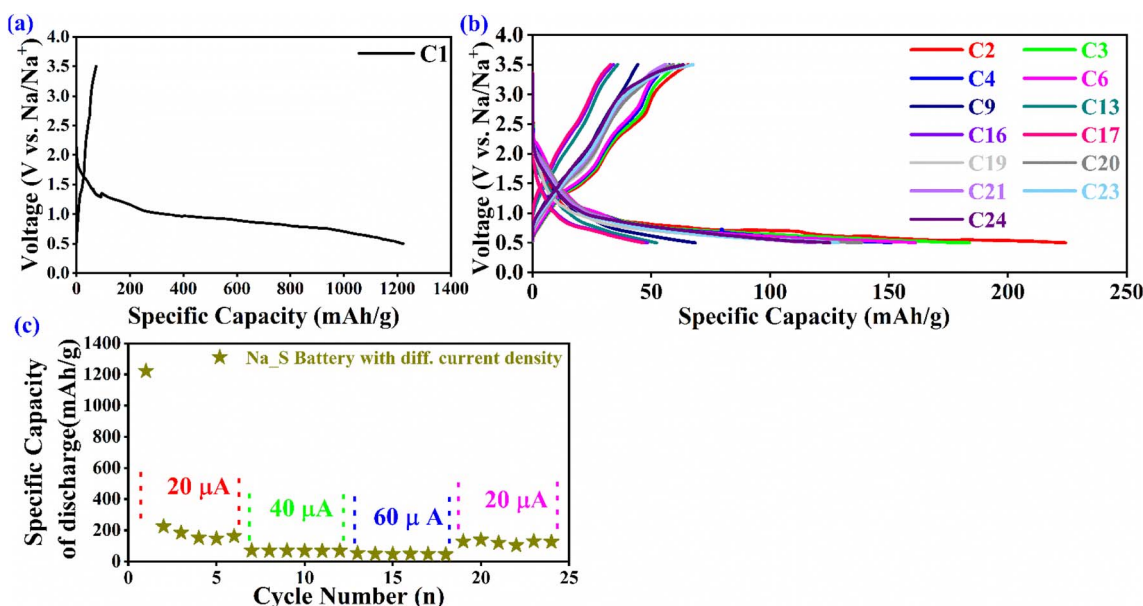 (a)
4.0
3.5
3.0
2.5
2.0
1.5
1.0
0.5
0.0
Voltage (V vs. Na/Na⁺)
C1
0 200 400 600 800 1000 1200 1400
Specific Capacity (mAh/g)
(b)
4.0
3.5
3.0
2.5
2.0
1.5
1.0
0.5
0.0
Voltage (V vs. Na/Na⁺)
C2 C3
C4 C6
C9 C13
C16 C17
C19 C20
C21 C23
C24
0 50 100 150 200 250
Specific Capacity (mAh/g)
(c)
1400
1200
1000
800
600
400
200
0
Specific Capacity
of discharge(mAh/g)
Na_S Battery with diff. current density
20 μA
40 μA
60 μ A
20 μA
0 5 10 15 20 25
Cycle Number (n)